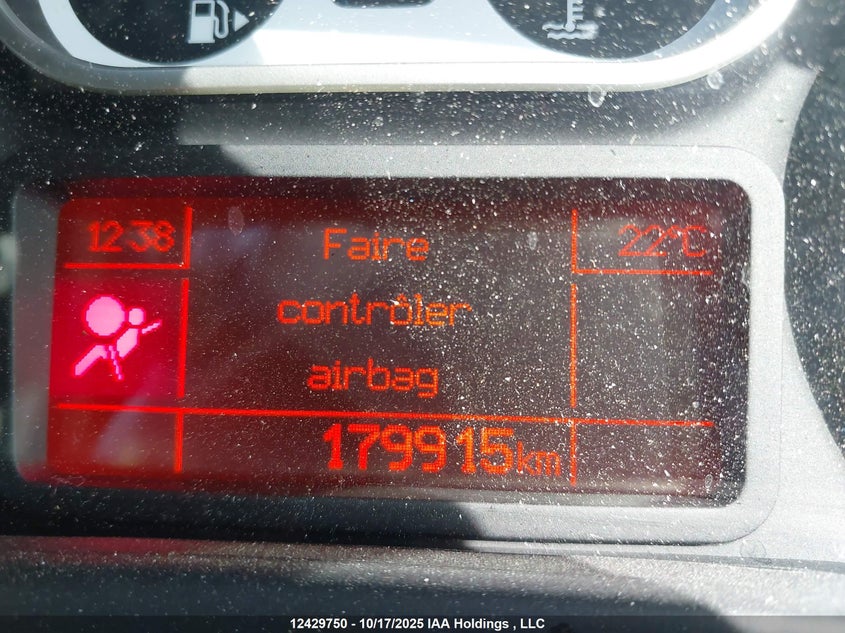 12:38
Faire
22°C
contrôler
airbag
179915km
12429750 - 10/17/2025 IAA Holdings , LLC